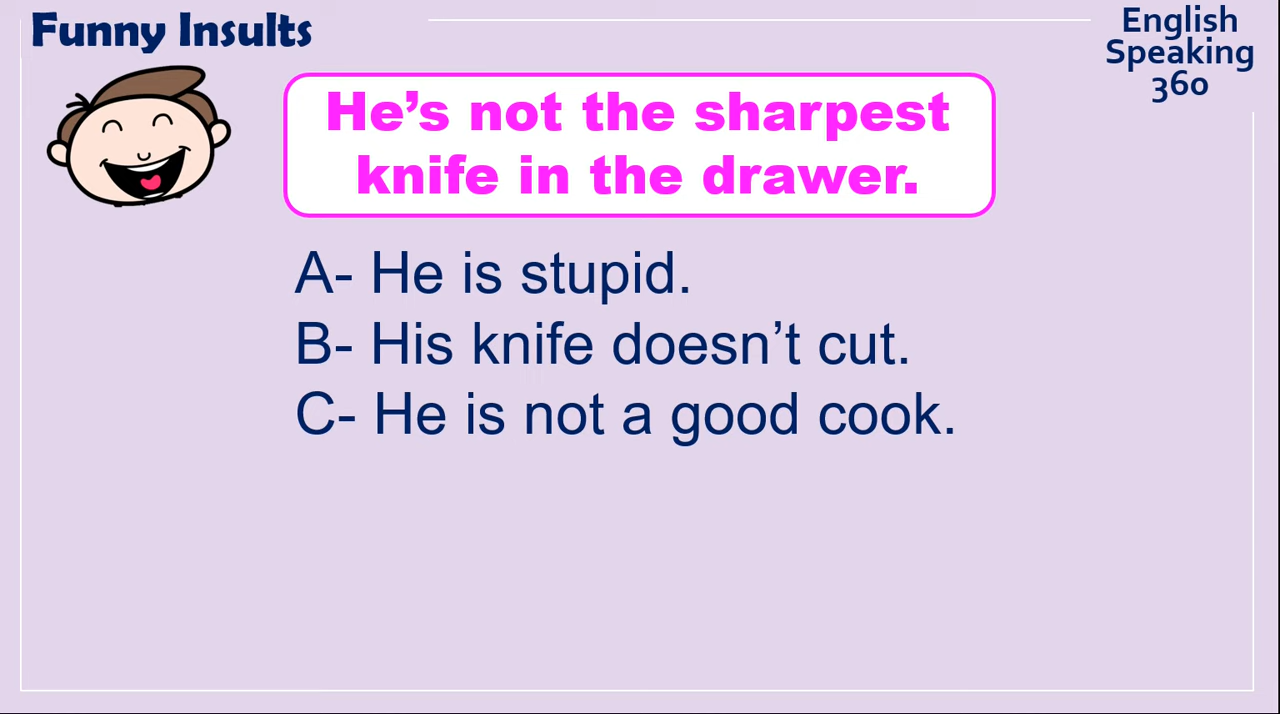 Funny Insults
English
Speaking
360
He’s not the sharpest
knife in the drawer.
A- He is stupid.
B- His knife doesn’t cut.
C- He is not a good cook.